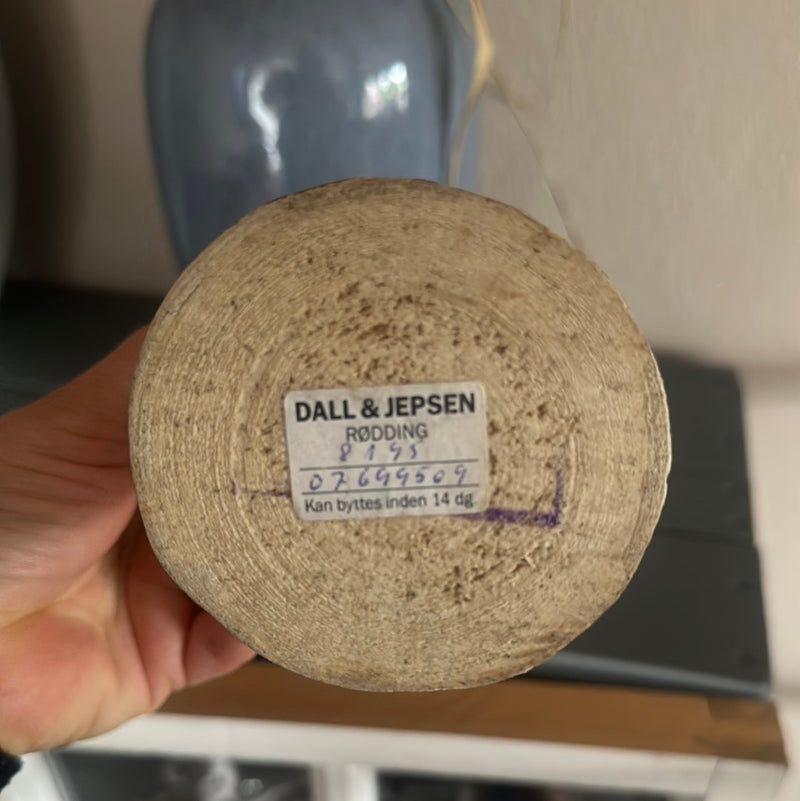 DALL & JEPSEN
RØDDING
8195
07699509
Kan byttes inden 14 dg